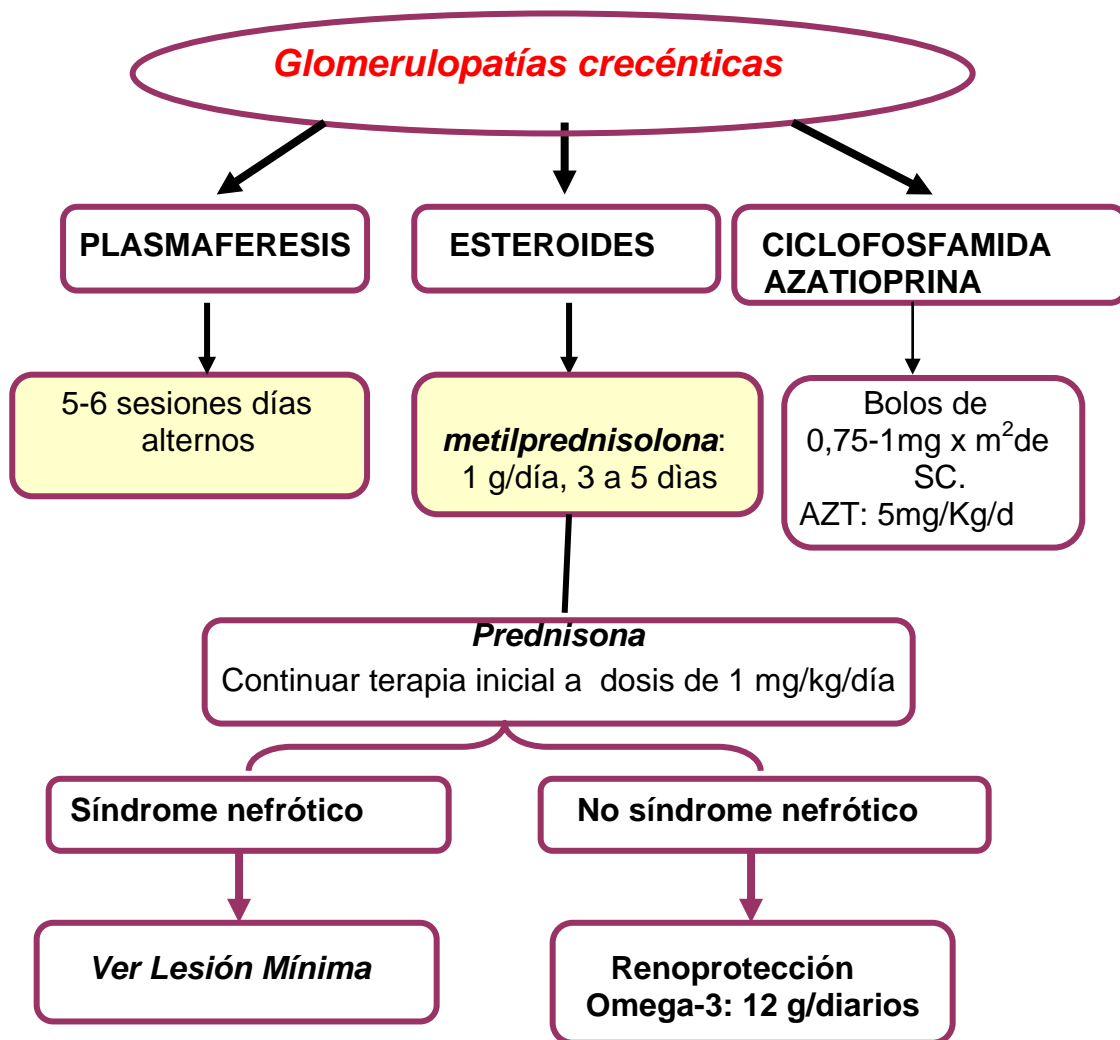 Glomerulopatías crecénticas
PLASMAFERESIS
ESTEROIDES
CICLOFOSFAMIDA
AZATIOPRINA
5-6 sesiones días
alternos
metilprednisolona:
1 g/día, 3 a 5 dìas
Bolos de
0,75-1mg x m²de
SC.
AZT: 5mg/Kg/d
Prednisona
Continuar terapia inicial a dosis de 1 mg/kg/día
Síndrome nefrótico
No síndrome nefrótico
Ver Lesión Mínima
Renoprotección
Omega-3: 12 g/diarios